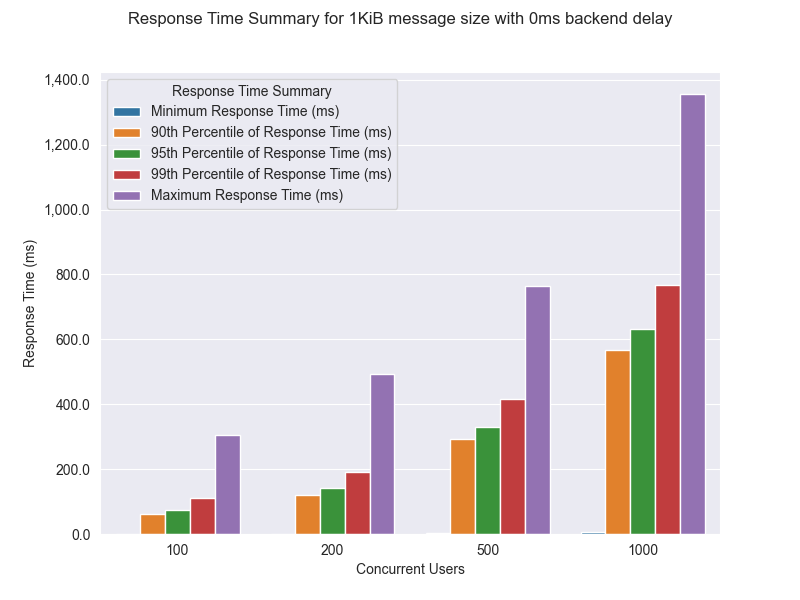 Response Time Summary for 1KiB message size with 0ms backend delay
1,400.0
1,200.0
1,000.0
800.0
600.0
400.0
200.0
0.0
Response Time (ms)
Response Time Summary
Minimum Response Time (ms)
90th Percentile of Response Time (ms)
95th Percentile of Response Time (ms)
99th Percentile of Response Time (ms)
Maximum Response Time (ms)
100
200
500
1000
Concurrent Users